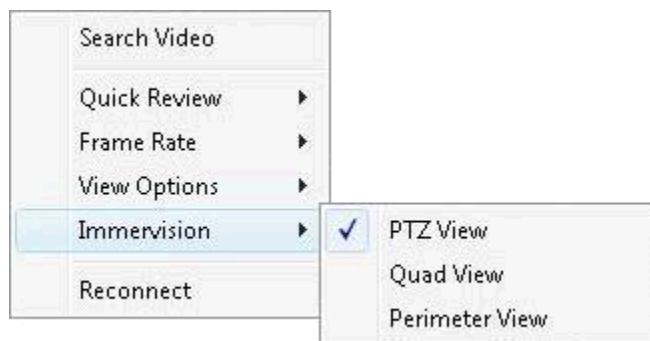 Search Video
Quick Review
Frame Rate
View Options
Immervision
Reconnect
PTZ View
Quad View
Perimeter View